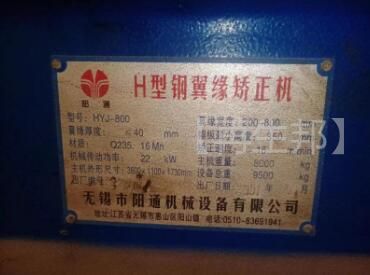 阳通
H型钢翼缘矫正机
型号: HYJ-800
翼缘宽度: 200-800 mm
翼缘厚度: ≤40 mm
材质: Q235.16Mn
机械传动功率: 22 kW
主机重量: 8000 kg
主机外形尺寸: 3600×1100×1730mm
设备总重: 9500 kg
出厂编号
出厂日期 月
无锡市阳通机械设备有限公司
地址:江苏省无锡市惠山区阳山镇 电话:0510-83691941